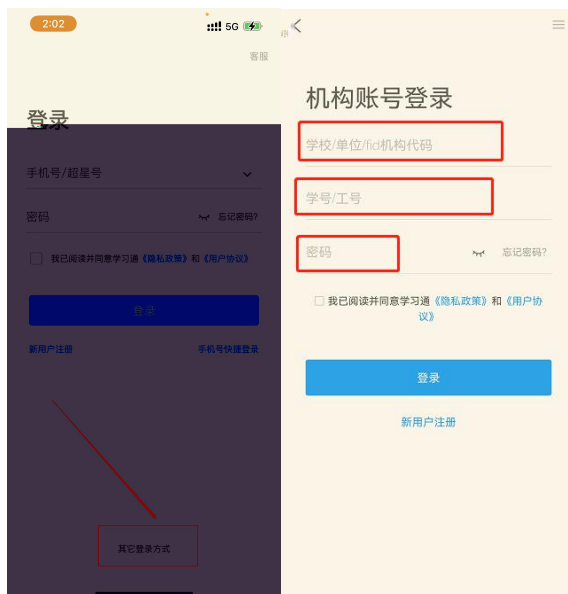 2:02
5G
客服
登录
手机号/超星号
密码
忘记密码?
我已阅读并同意学习通《隐私政策》和《用户协议》
登录
新用户注册
手机号快捷登录
其它登录方式
机构账号登录
学校/单位/fid机构代码
学号/工号
密码
忘记密码?
我已阅读并同意学习通《隐私政策》和《用户协
议》
登录
新用户注册